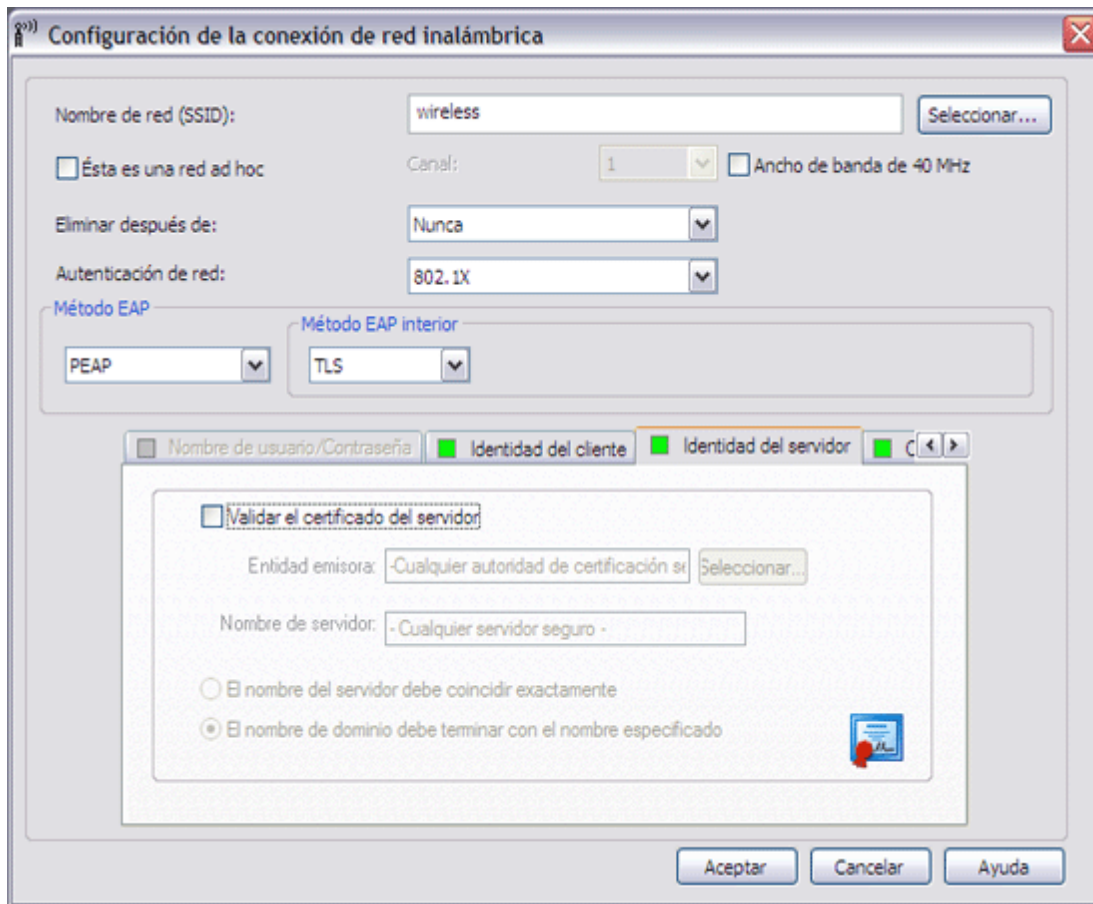 Configuración de la conexión de red inalámbrica
Nombre de red (SSID): wireless Seleccionar...
Ésta es una red ad hoc Canal: 1 Ancho de banda de 40 MHz
Eliminar después de: Nunca
Autenticación de red: 802.1X
Método EAP
Método EAP interior
PEAP TLS
Nombre de usuario/Contraseña Identidad del cliente Identidad del servidor
Validar el certificado del servidor
Entidad emisora: -Cualquier autoridad de certificación se Seleccionar...
Nombre de servidor: - Cualquier servidor seguro -
El nombre del servidor debe coincidir exactamente
El nombre de dominio debe terminar con el nombre especificado
Aceptar Cancelar Ayuda